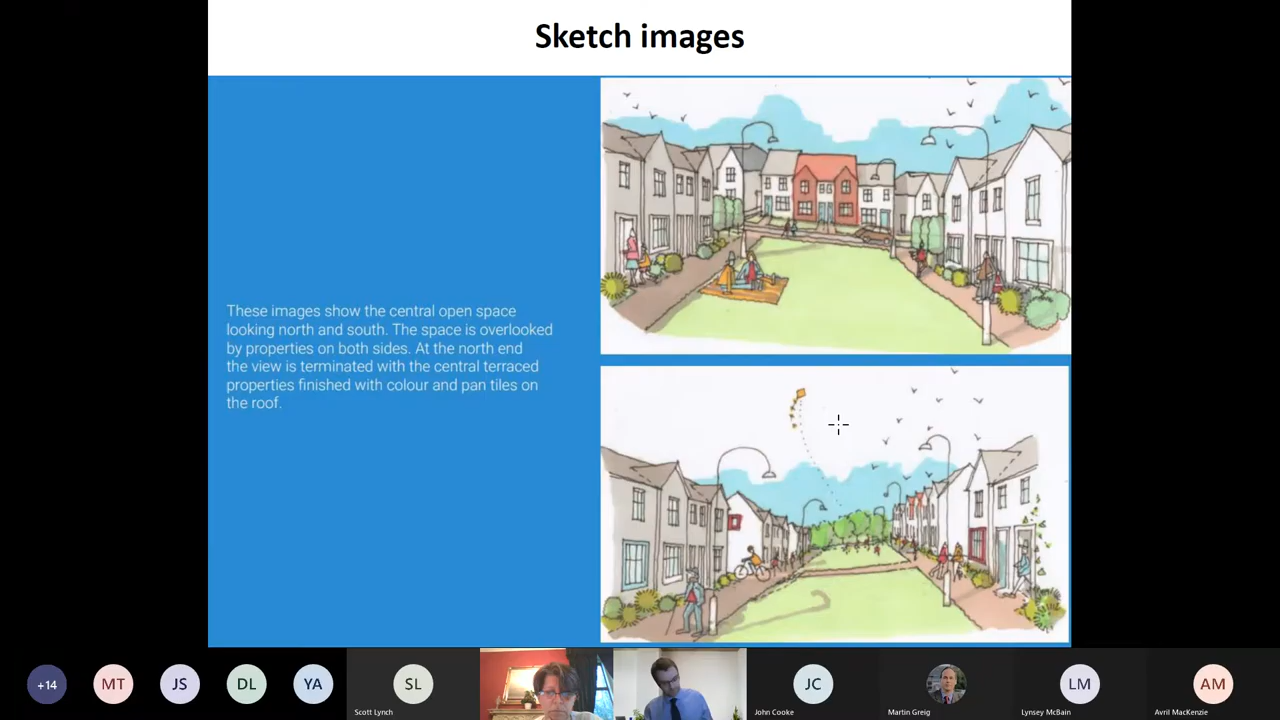 Sketch images
These images show the central open space
looking north and south. The space is overlooked
by properties on both sides. At the north end
the view is terminated with the central terraced
properties finished with colour and pan tiles on
the roof.
+14
MT
JS
DL
YA
SL
Scott Lynch
JC
John Cooke
Martin Greig
LM
Lynsey McBain
AM
Avril MacKenzie